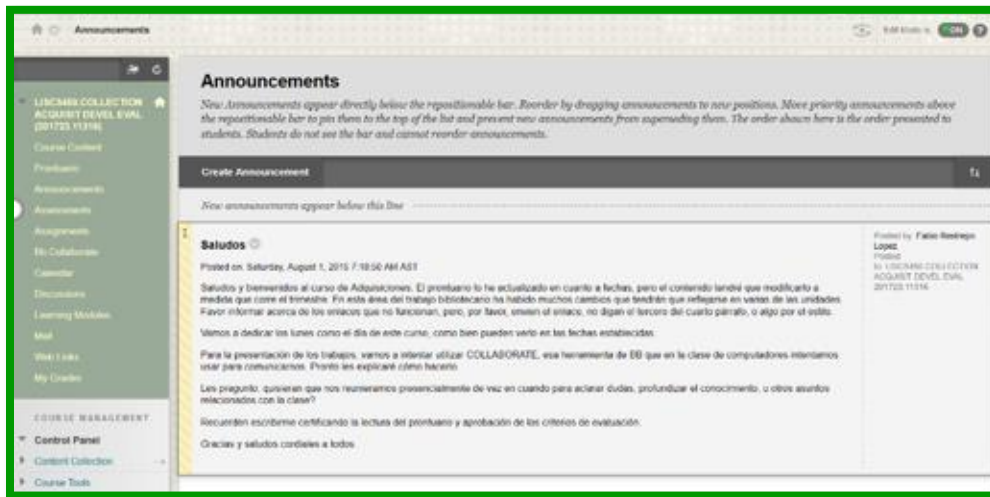 Announcements
Edit Mode is: ON ?
LISC3450 COLLECTION
ACQUISIT DEVEL EVAL
(201723.11316)
Course Content
Prontuario
Announcements
Assessments
Assignments
Bb Collaborate
Calendar
Discussions
Learning Modules
Mail
Web Links
My Grades
COURSE MANAGEMENT
Control Panel
Content Collection
Course Tools
Announcements
New Announcements appear directly below the repositionable bar. Reorder by dragging announcements to new positions. Move priority announcements above
the repositionable bar to pin them to the top of the list and prevent new announcements from superseding them. The order shown here is the order presented to
students. Students do not see the bar and cannot reorder announcements.
Create Announcement
New announcements appear below this line
Saludos
Posted on: Saturday, August 1, 2015 7:18:50 AM AST
Saludos y bienvenidos al curso de Adquisiciones. El prontuario lo he actualizado en cuanto a fechas, pero el contenido tendré que modificarlo a
medida que corre el trimestre. En esta área del trabajo bibliotecario ha habido muchos cambios que tendrán que reflejarse en varias de las unidades.
Favor informar acerca de los enlaces que no funcionan, pero, por favor, envíen el enlace, no digan el tercero del cuarto párrafo, o algo por el estilo.
Vamos a dedicar los lunes como el día de este curso, como bien pueden verlo en las fechas establecidas.
Para la presentación de los trabajos, vamos a intentar utilizar COLLABORATE, esa herramienta de BB que en la clase de computadores intentamos
usar para comunicarnos. Pronto les explicaré cómo hacerlo.
Les pregunto: quisieran que nos reuniéramos presencialmente de vez en cuando para aclarar dudas, profundizar el conocimiento, u otros asuntos
relacionados con la clase?
Recuerden escribirme certificando la lectura del prontuario y aprobación de los criterios de evaluación.
Gracias y saludos cordiales a todos
Posted by: Fabio Restrepo
Lopez
Posted
to: COLLECTION
ACQUISIT DEVEL EVAL
201723.11316